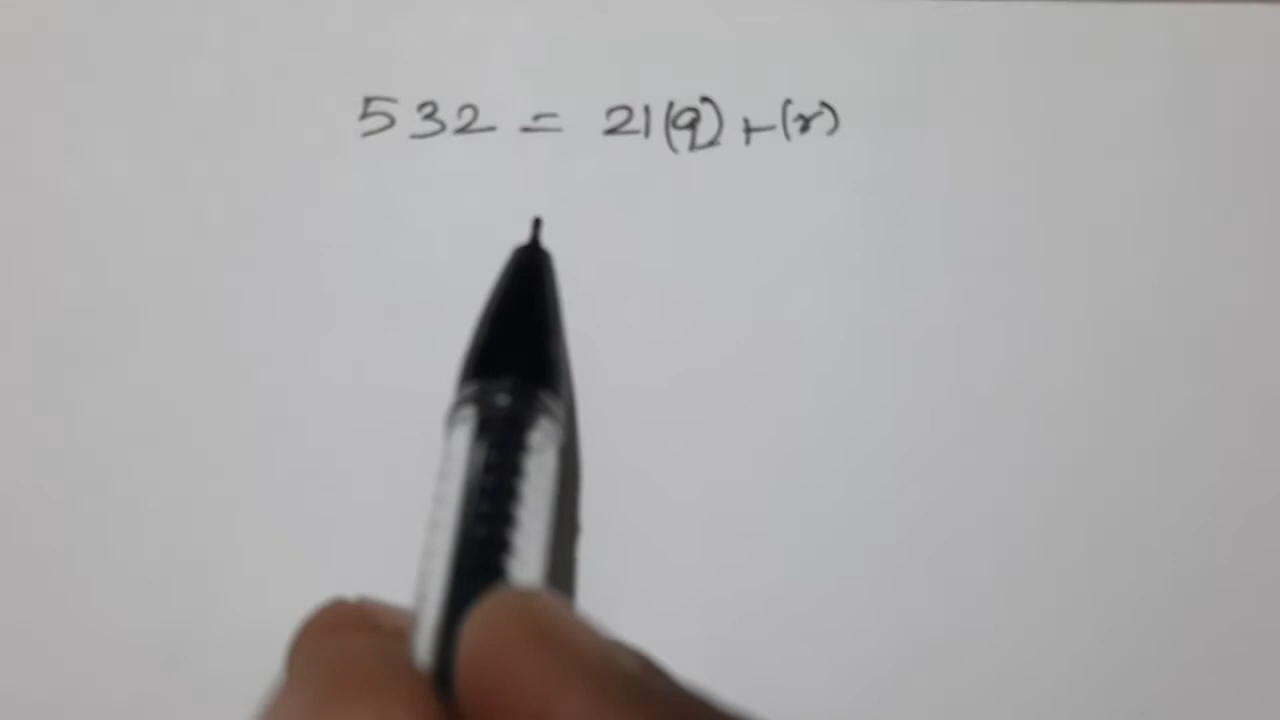 532 = 21(q) + (r)